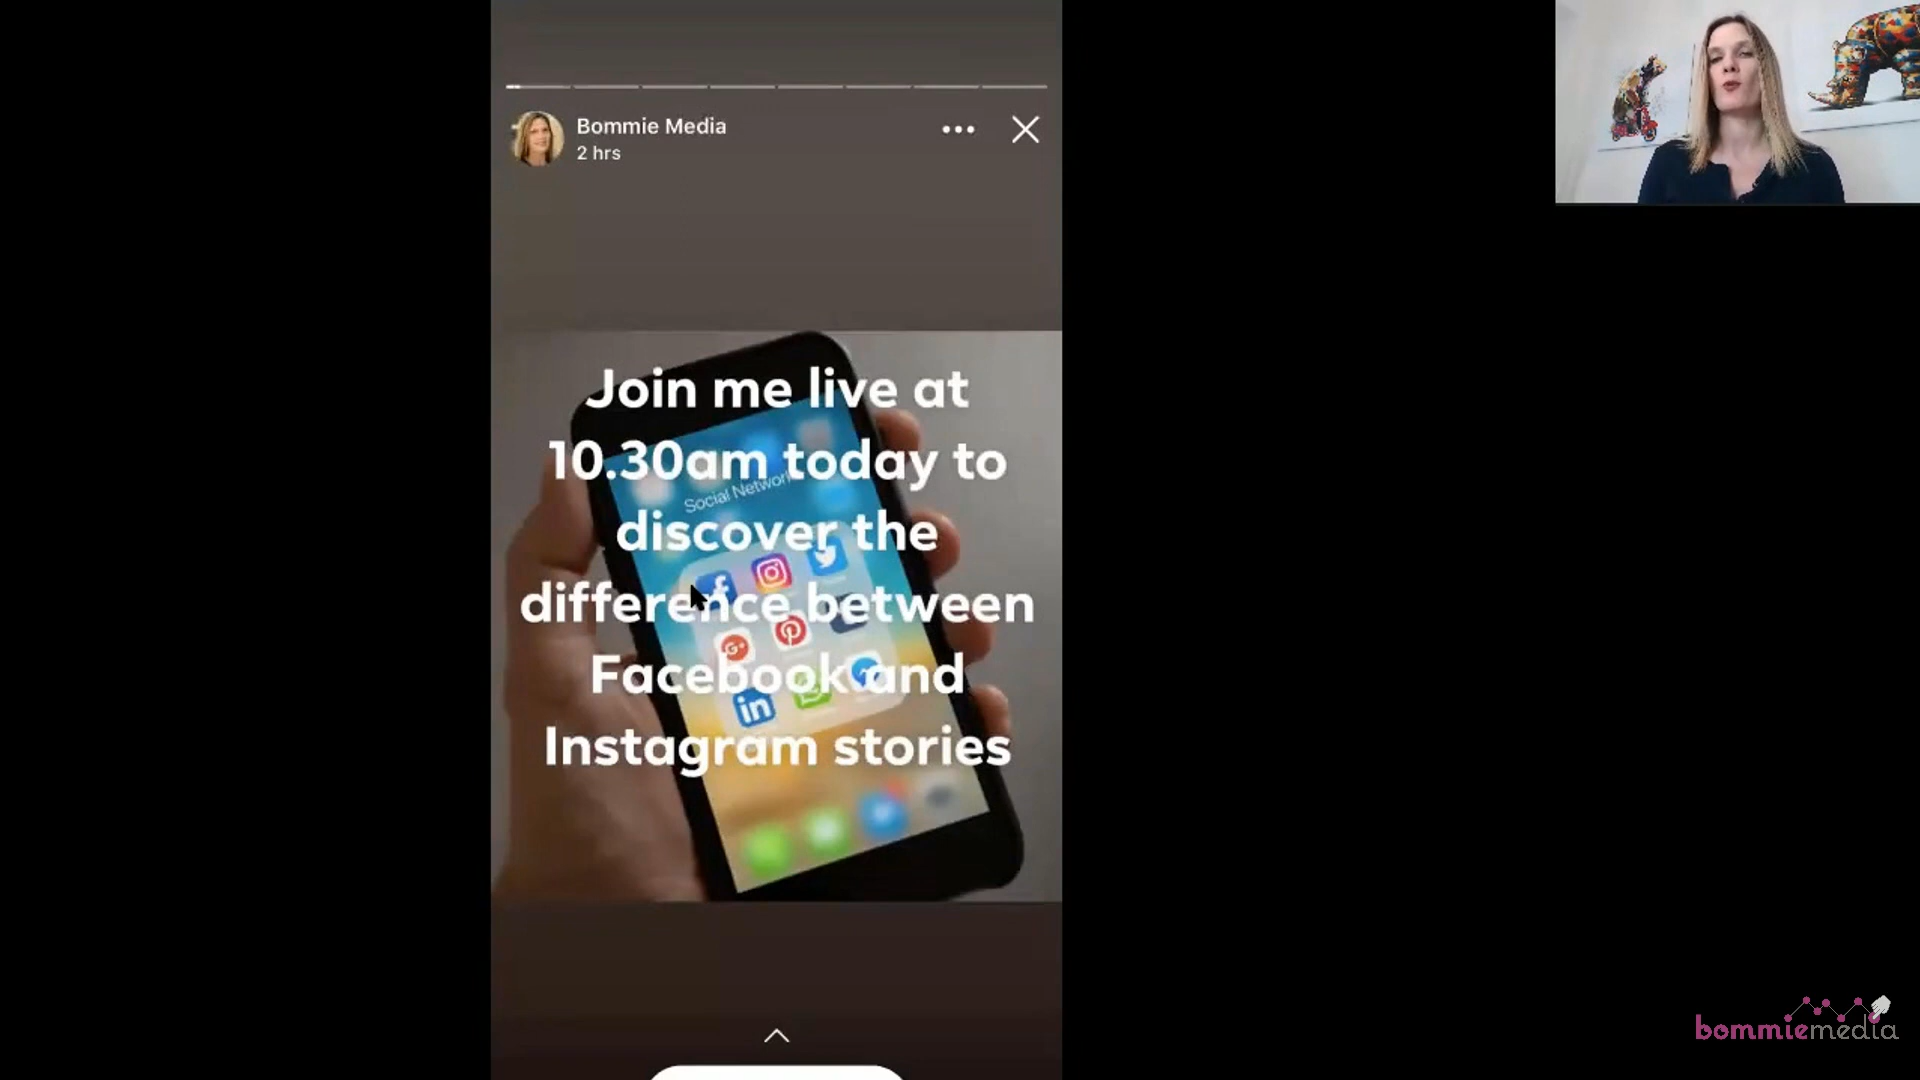 Bommie Media
2 hrs
Join me live at
10.30am today to
discover the
difference between
Facebook and
Instagram stories
Social Network
in
bommiemedia